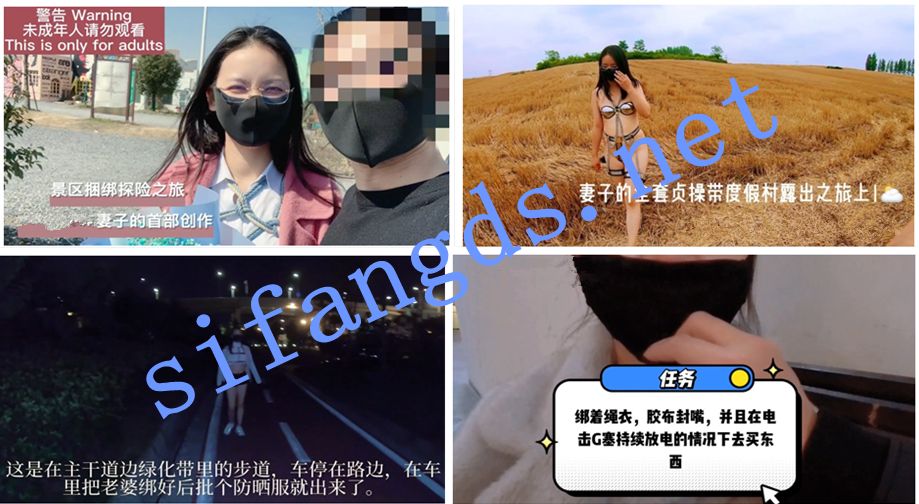 警告 Warning
未成年人请勿观看
This is only for adults
景区捆绑探险之旅
妻子的首部创作
妻子的全套贞操带度假村露出之旅上|
sifangds.net
这是在主干道边绿化带里的步道，车停在路边，在车
里把老婆绑好后批个防晒服就出来了。
任务
绑着绳衣，胶布封嘴，并且在电
击G塞持续放电的情况下去买东
西